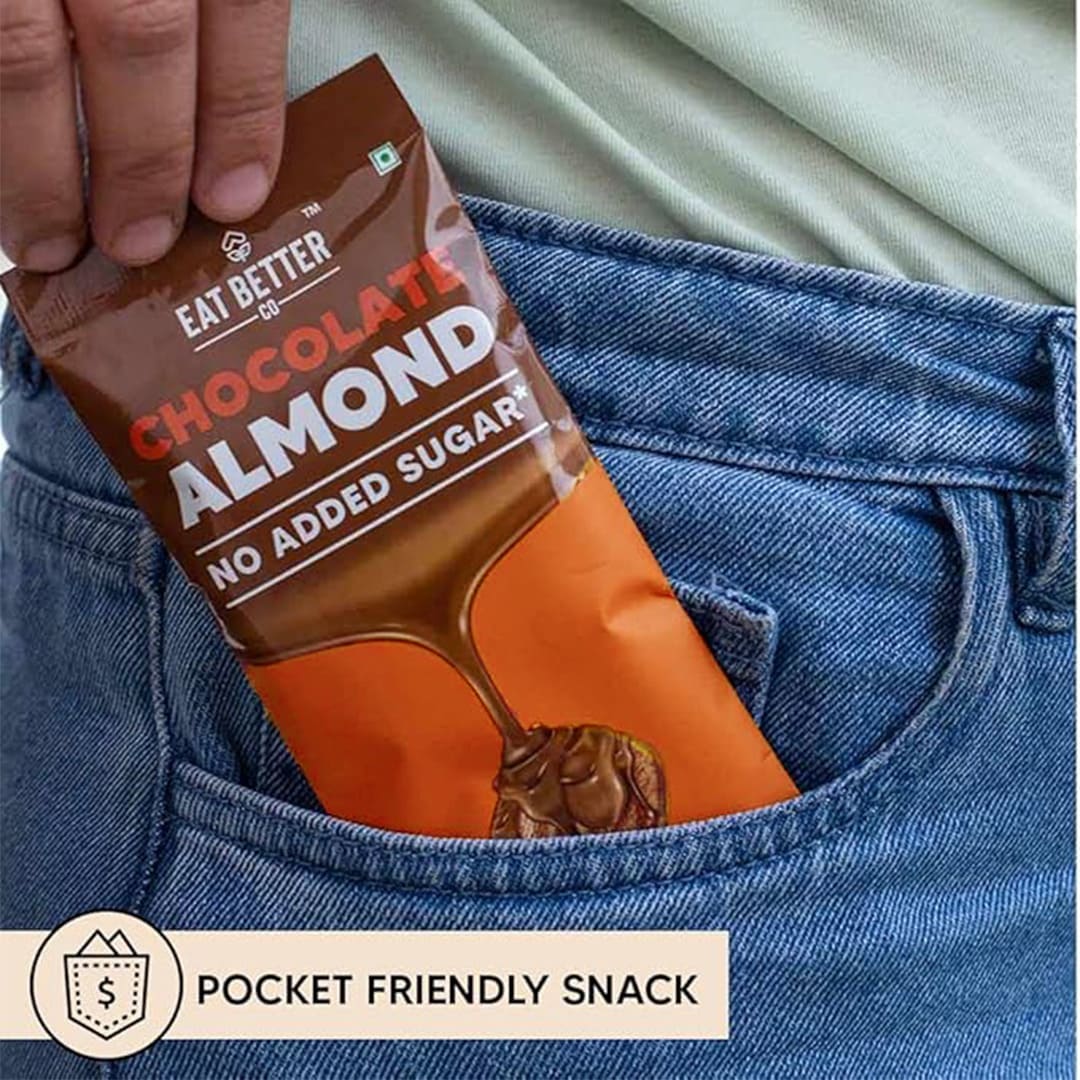 TM
EAT BETTER
CO
CHOCOLATE
ALMOND
NO ADDED SUGAR*
$
POCKET FRIENDLY SNACK